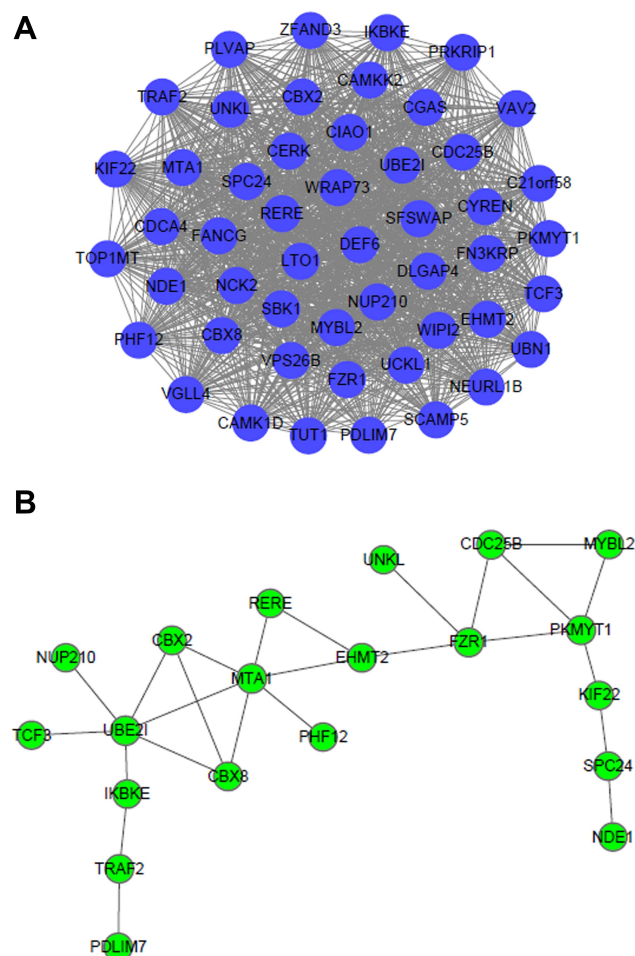 A
ZFAND3
IKBKE
PLVAP
PRKRIP1
CAMKK2
TRAF2
UNKL
CBX2
CGAS
VAV2
CIAO1
CERK
UBE2I
CDC25B
KIF22
MTA1
SPC24
WRAP73
C21orf58
RERE
SFSWAP
CYREN
CDCA4
FANCG
DEF6
PKMYT1
TOP1MT
LTO1
DLGAP4
FN3KRP
NDE1
NCK2
TCF3
SBK1
NUP210
PHF12
CBX8
MYBL2
WIPI2
EHMT2
UBN1
VPS26B
FZR1
UCKL1
VGLL4
NEURL1B
CAMK1D
TUT1
PDLIM7
SCAMP5
B
CDC25B
MYBL2
UNKL
RERE
CBX2
FZR1
PKMYT1
NUP210
EHMT2
MTA1
KIF22
TCF3
UBE2I
PHF12
CBX8
SPC24
IKBKE
NDE1
TRAF2
PDLIM7